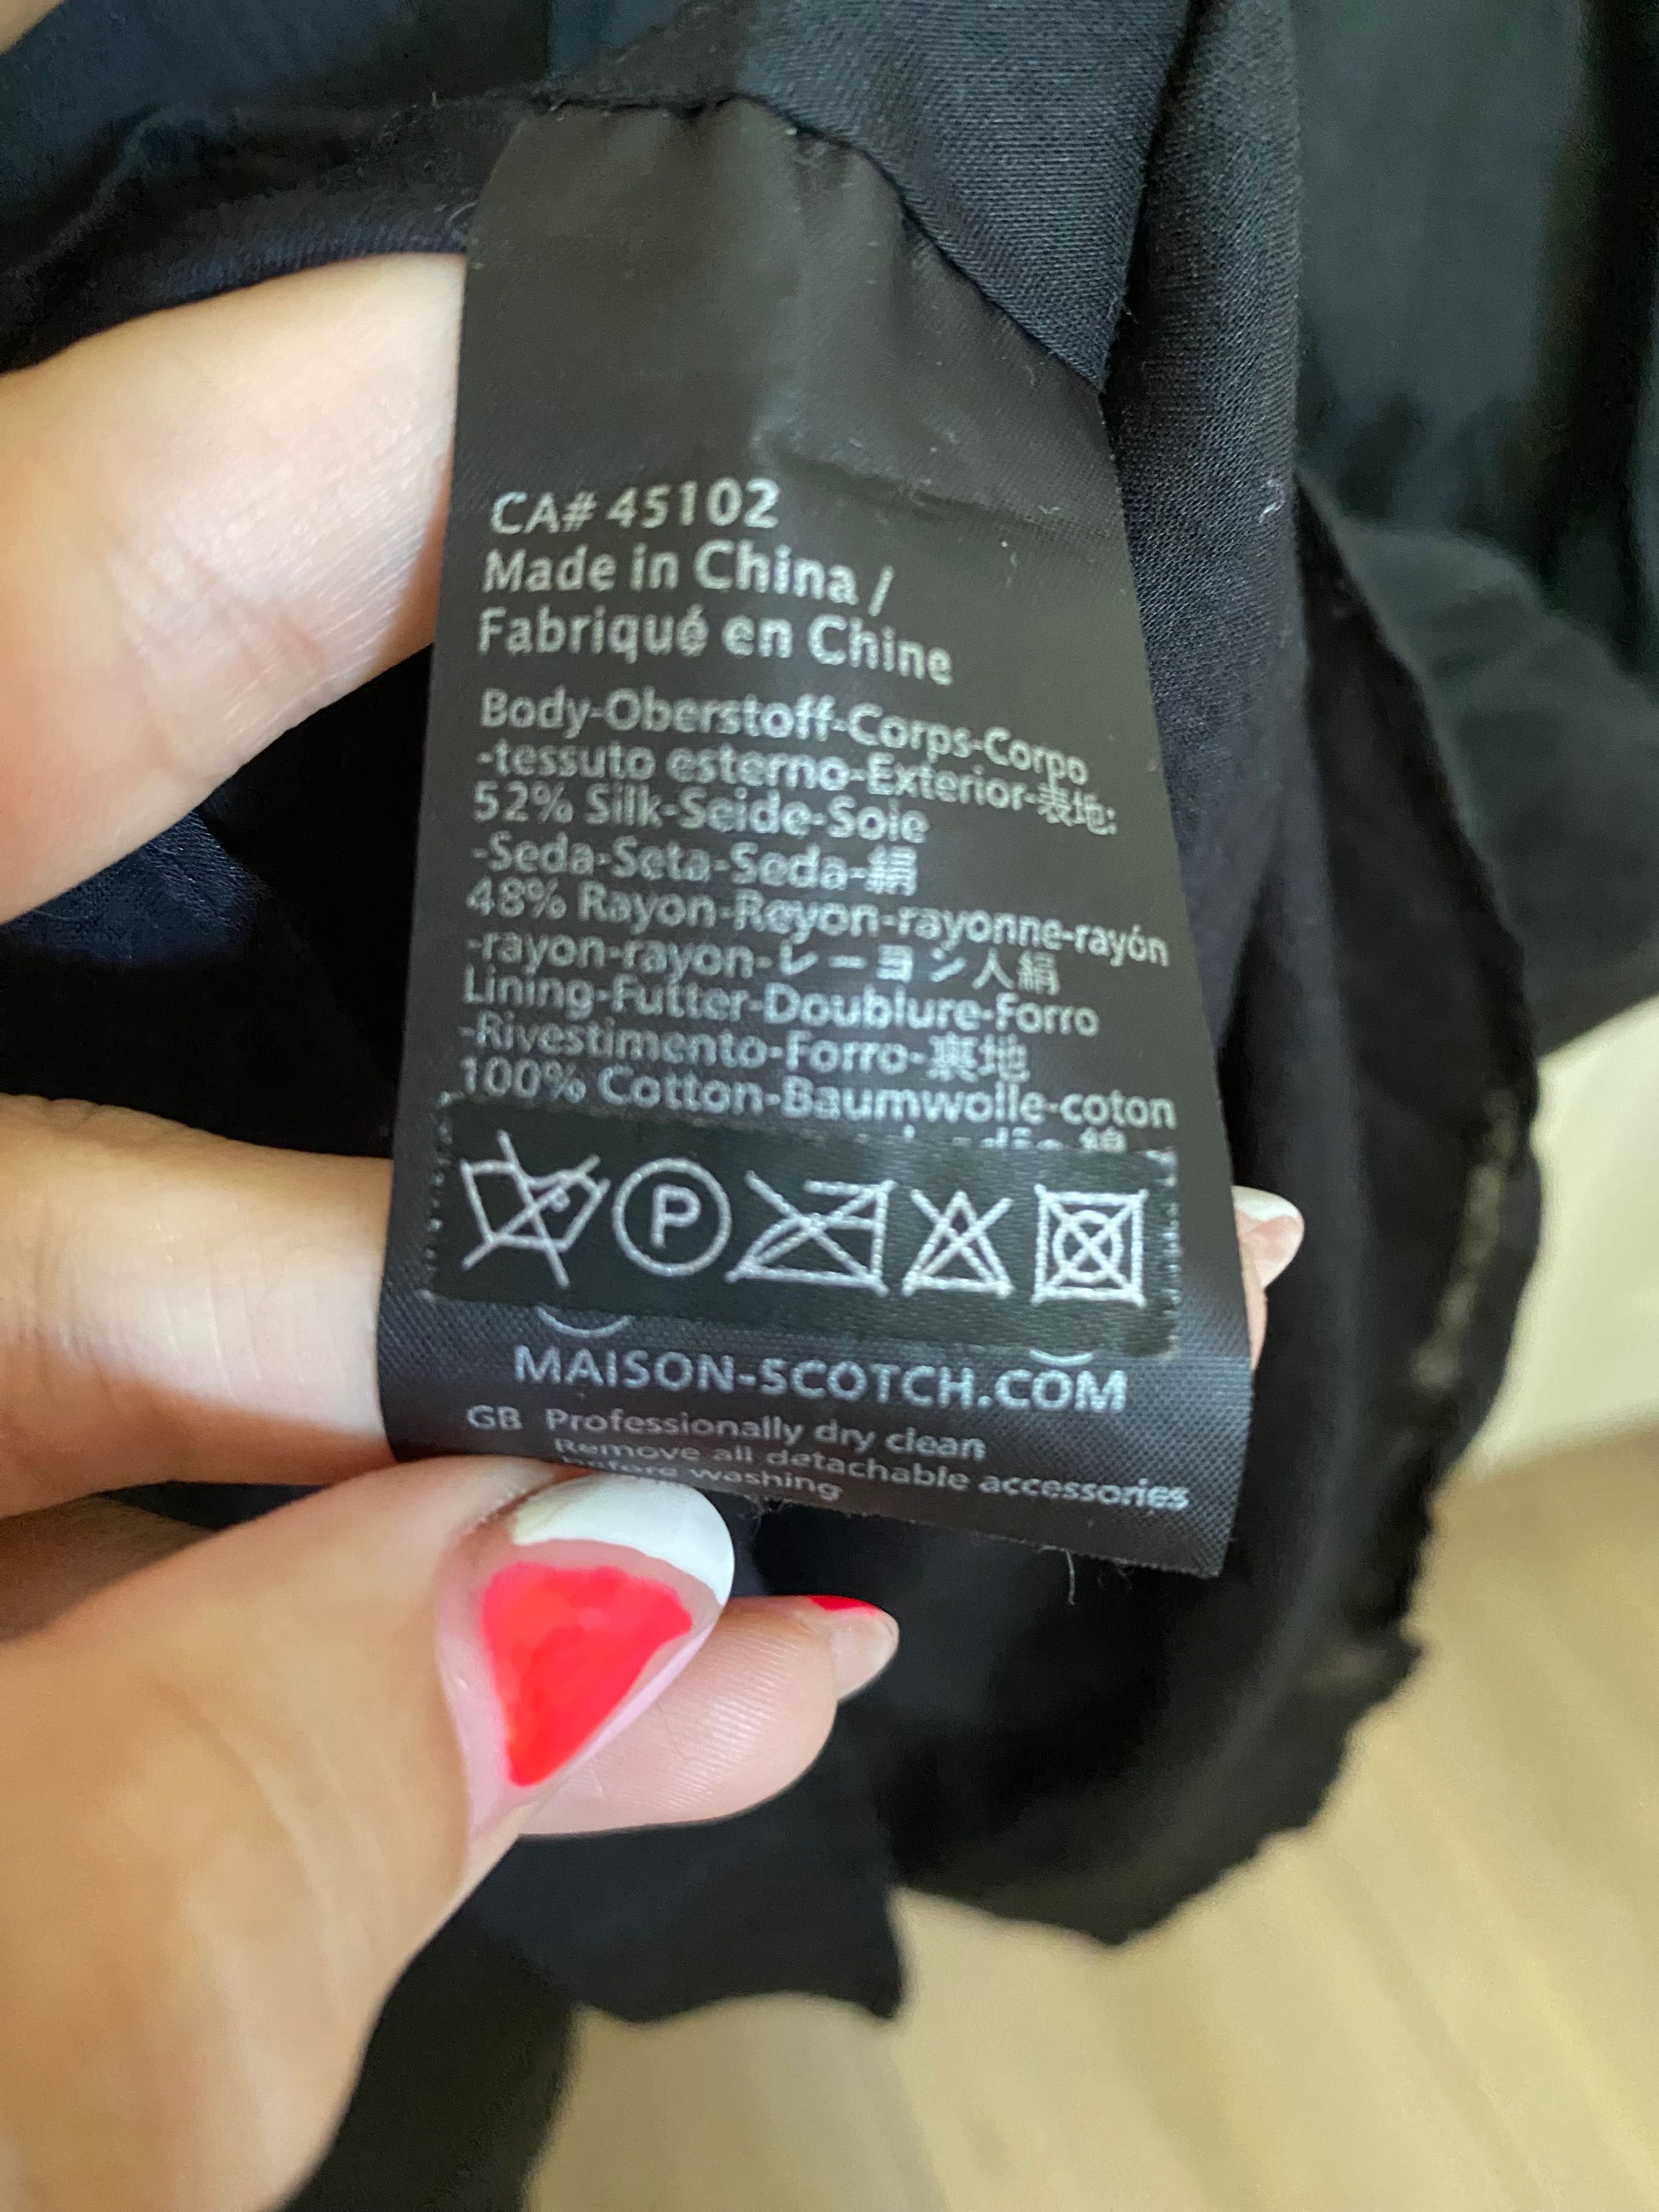 CA# 45102
Made in China /
Fabriqué en Chine
Body-Oberstoff-Corps-Corpo
-tessuto esterno-Exterior-表地:
52% Silk-Seide-Soie
-Seda-Seta-Seda-絹
48% Rayon-Reyon-rayonne-rayón
-rayon-rayon-レーヨン人絹
Lining-Futter-Doublure-Forro
-Rivestimento-Forro-裏地
100% Cotton-Baumwolle-coton
P
MAISON-SCOTCH.COM
GB Professionally dry clean
Remove all detachable accessories
before washing